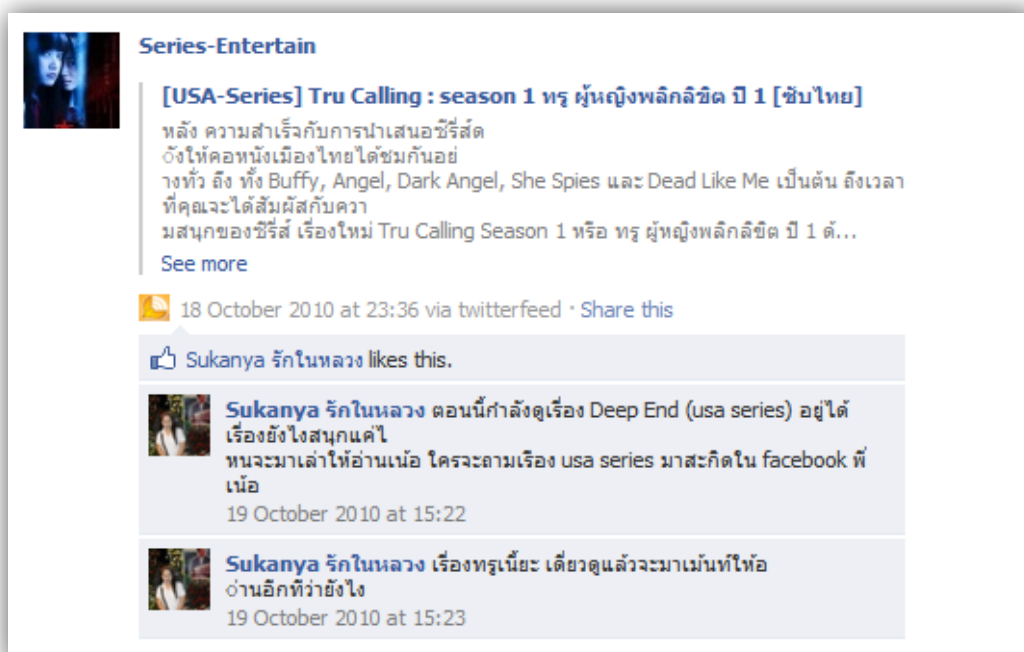 Series-Entertain
[USA-Series] Tru Calling : season 1 ทรู ผู้หญิงพลิกลิขิต ปี 1 [ซับไทย]
หลัง ความสำเร็จกับการนำเสนอซีรี่ส์ด
ังให้คอหนังเมืองไทยได้ชมกันอย่
างทั่ว ถึง ทั้ง Buffy, Angel, Dark Angel, She Spies และ Dead Like Me เป็นต้น ถึงเวลา
ที่คุณจะได้สัมผัสกับควา
มสนุกของซีรี่ส์ เรื่องใหม่ Tru Calling Season 1 หรือ ทรู ผู้หญิงพลิกลิขิต ปี 1 ด้...
See more
18 October 2010 at 23:36 via twitterfeed · Share this
Sukanya รักในหลวง likes this.
Sukanya รักในหลวง ตอนนี้กำลังดูเรื่อง Deep End (usa series) อยู่ได้
เรื่องยังไงสนุกแค่ไ
หนจะมาเล่าให้อ่านเน้อ ใครจะถามเรือง usa series มาสะกิดใน facebook พี่
เน้อ
19 October 2010 at 15:22
Sukanya รักในหลวง เรื่องทรูเนี้ยะ เดี่ยวดูแล้วจะมาเม้นท์ให้อ
่านอีกทีว่ายังไง
19 October 2010 at 15:23